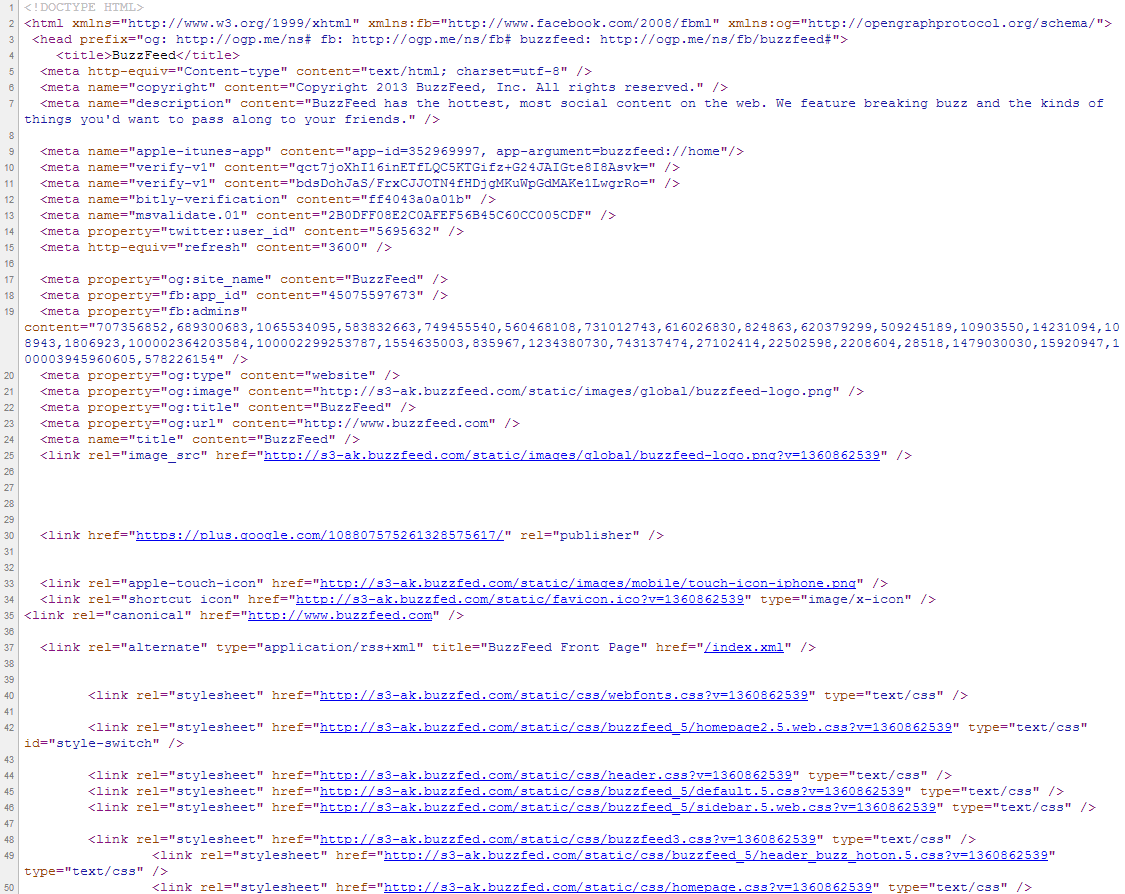 1 <!DOCTYPE HTML>
2 <html xmlns="http://www.w3.org/1999/xhtml" xmlns:fb="http://www.facebook.com/2008/fbml" xmlns:og="http://opengraphprotocol.org/schema/">
3 <head prefix="og: http://ogp.me/ns# fb: http://ogp.me/ns/fb# buzzfeed: http://ogp.me/ns/fb/buzzfeed#">
4 <title>BuzzFeed</title>
5 <meta http-equiv="Content-type" content="text/html; charset=utf-8" />
6 <meta name="copyright" content="Copyright 2013 BuzzFeed, Inc. All rights reserved." />
7 <meta name="description" content="BuzzFeed has the hottest, most social content on the web. We feature breaking buzz and the kinds of
things you'd want to pass along to your friends." />
8
9 <meta name="apple-itunes-app" content="app-id=352969997, app-argument=buzzfeed://home"/>
10 <meta name="verify-v1" content="qct7joXhI16inETfLQC5KTGifz+G24JAIGte8I8Asvk=" />
11 <meta name="verify-v1" content="bdsDohJaS/FrxCJJOTN4fHDjgMKuWpGdMAKe1LwgrRo=" />
12 <meta name="bitly-verification" content="ff4043a0a01b" />
13 <meta name="msvalidate.01" content="2B0DFF08E2C0AFEF56B45C60CC005CDF" />
14 <meta property="twitter:user_id" content="5695632" />
15 <meta http-equiv="refresh" content="3600" />
16
17 <meta property="og:site_name" content="BuzzFeed" />
18 <meta property="fb:app_id" content="45075597673" />
19 <meta property="fb:admins"
content="707356852,689300683,1065534095,583832663,749455540,560468108,731012743,616026830,824863,620379299,509245189,10903550,14231094,10
8943,1806923,100002364203584,100002299253787,1554635003,835967,1234380730,743137474,27102414,22502598,2208604,28518,1479030030,15920947,1
00003945960605,578226154" />
20 <meta property="og:type" content="website" />
21 <meta property="og:image" content="http://s3-ak.buzzfeed.com/static/images/global/buzzfeed-logo.png" />
22 <meta property="og:title" content="BuzzFeed" />
23 <meta property="og:url" content="http://www.buzzfeed.com" />
24 <meta name="title" content="BuzzFeed" />
25 <link rel="image_src" href="http://s3-ak.buzzfeed.com/static/images/global/buzzfeed-logo.png?v=1360862539" />
26
27
28
29
30 <link href="https://plus.google.com/108807575261328575617/" rel="publisher" />
31
32
33 <link rel="apple-touch-icon" href="http://s3-ak.buzzfed.com/static/images/mobile/touch-icon-iphone.png" />
34 <link rel="shortcut icon" href="http://s3-ak.buzzfed.com/static/favicon.ico?v=1360862539" type="image/x-icon" />
35 <link rel="canonical" href="http://www.buzzfeed.com" />
36
37 <link rel="alternate" type="application/rss+xml" title="BuzzFeed Front Page" href="/index.xml" />
38
39
40 <link rel="stylesheet" href="http://s3-ak.buzzfed.com/static/css/webfonts.css?v=1360862539" type="text/css" />
41
42 <link rel="stylesheet" href="http://s3-ak.buzzfed.com/static/css/buzzfeed_5/homepage2.5.web.css?v=1360862539" type="text/css"
id="style-switch" />
43
44 <link rel="stylesheet" href="http://s3-ak.buzzfed.com/static/css/header.css?v=1360862539" type="text/css" />
45 <link rel="stylesheet" href="http://s3-ak.buzzfed.com/static/css/buzzfeed_5/default.5.css?v=1360862539" type="text/css" />
46 <link rel="stylesheet" href="http://s3-ak.buzzfed.com/static/css/buzzfeed_5/sidebar.5.web.css?v=1360862539" type="text/css" />
47
48 <link rel="stylesheet" href="http://s3-ak.buzzfed.com/static/css/buzzfeed3.css?v=1360862539" type="text/css" />
49 <link rel="stylesheet" href="http://s3-ak.buzzfed.com/static/css/buzzfeed_5/header_buzz_hoton.5.css?v=1360862539"
type="text/css" />
50 <link rel="stylesheet" href="http://s3-ak.buzzfed.com/static/css/homepage.css?v=1360862539" type="text/css" />